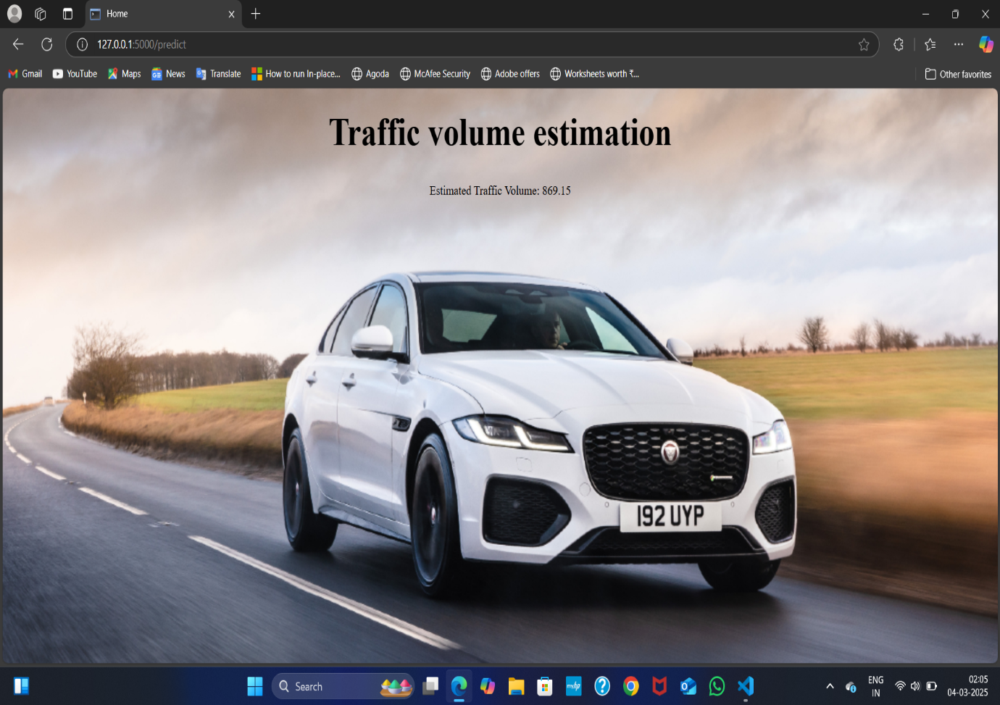 Home
127.0.0.1:5000/predict
Gmail YouTube Maps News Translate How to run In-place... Agoda McAfee Security Adobe offers Worksheets worth ₹... Other favorites
Traffic volume estimation
Estimated Traffic Volume: 869.15
192 UYP
Search
myhp
ENG
IN
02:05
04-03-2025